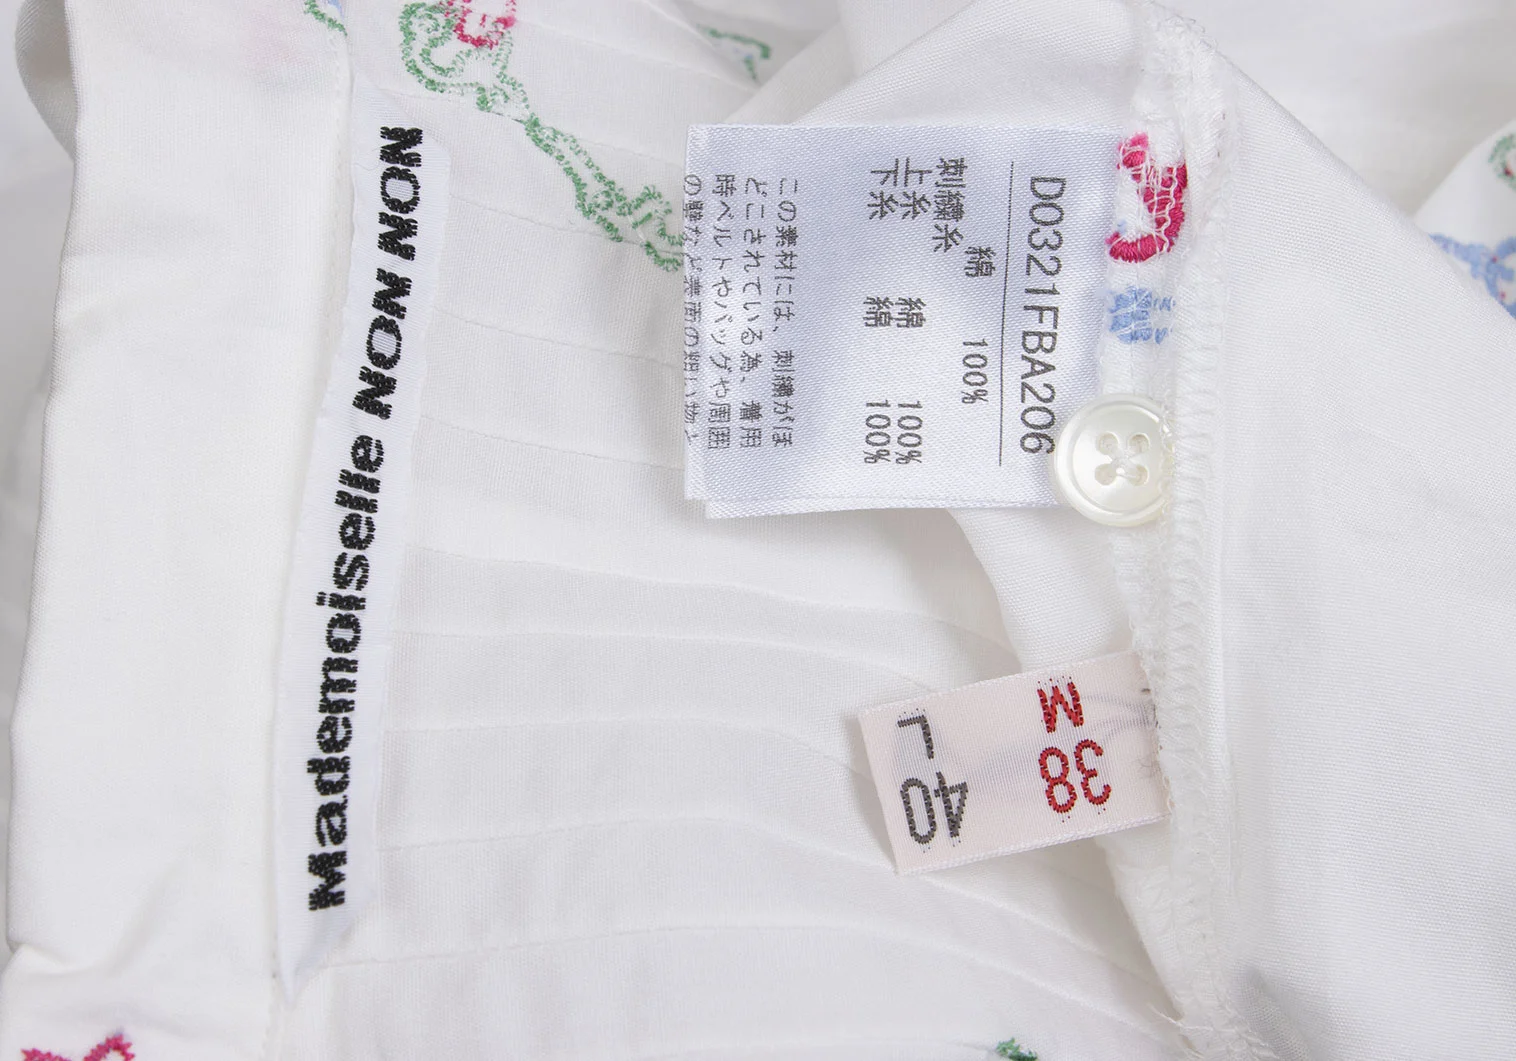 Mademoiselle NON NON
D0321FBA206
綿 100%
刺繍糸
上糸 綿 100%
下糸 綿 100%
この素材には、刺繍がほ
どこされている為、着用
時ベルトやバッグや周囲
の
38
M
40
L